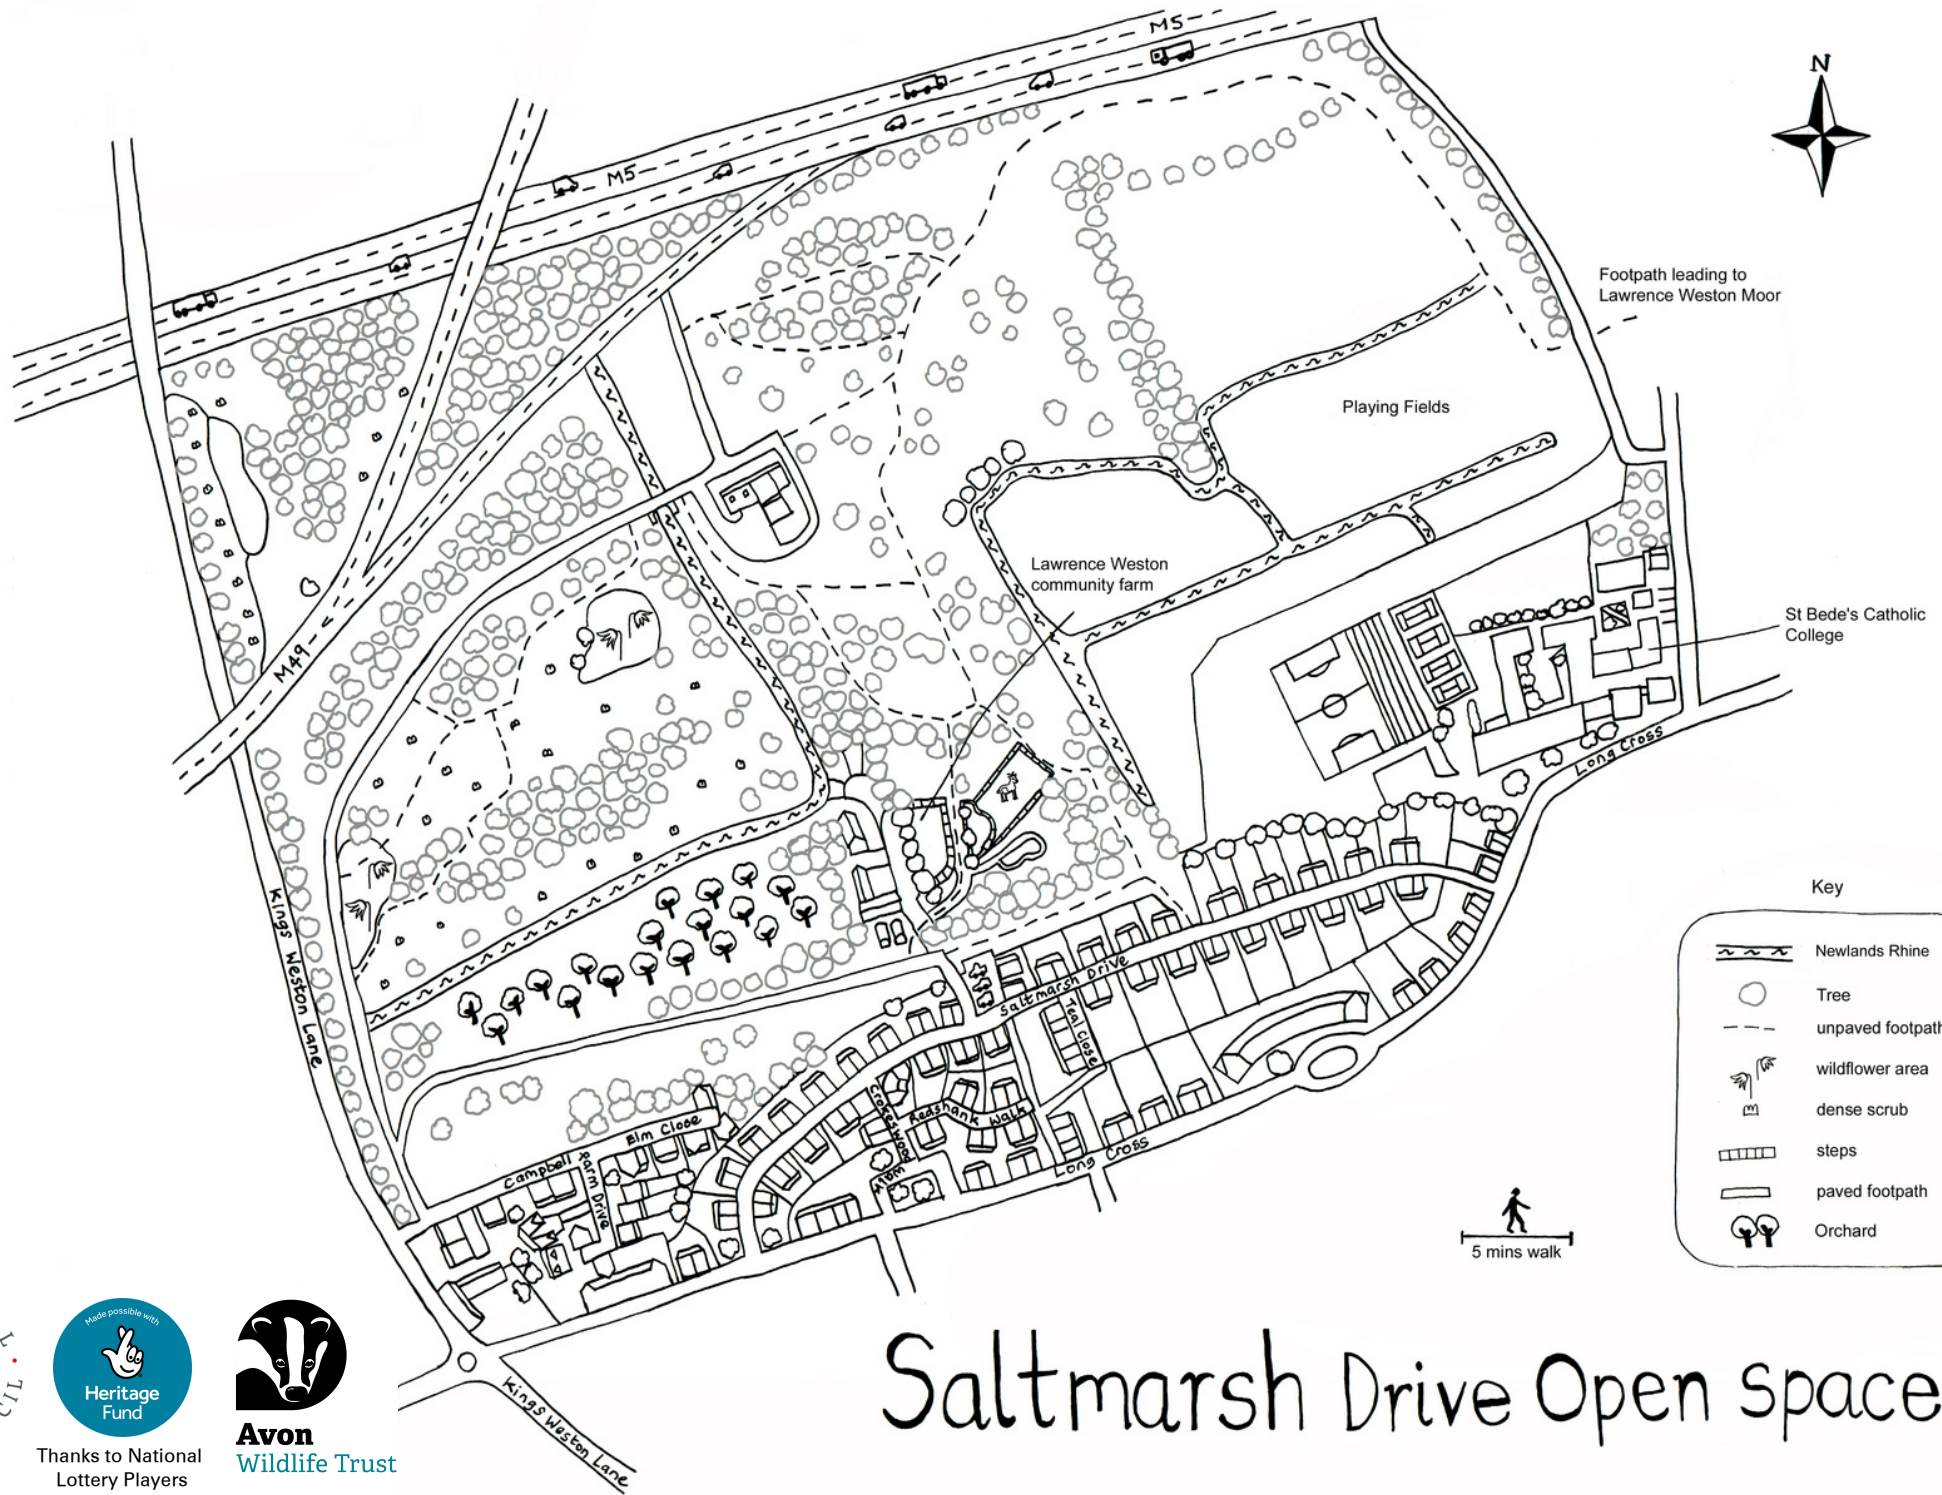 M5
M5
N
Footpath leading to
Lawrence Weston Moor
Playing Fields
Lawrence Weston
community farm
St Bede's Catholic
College
M49
Long Cross
Kings Weston Lane
Saltmarsh Drive
Teal Close
Crokeswood
Walk
Redshank Walk
Elm Close
Campbell
Farm Drive
Long Cross
Kings Weston Lane
Key
Newlands Rhine
Tree
unpaved footpath
wildflower area
dense scrub
steps
paved footpath
Orchard
5 mins walk
Saltmarsh Drive Open Space
Made possible with
Heritage
Fund
Thanks to National
Lottery Players
Avon
Wildlife Trust